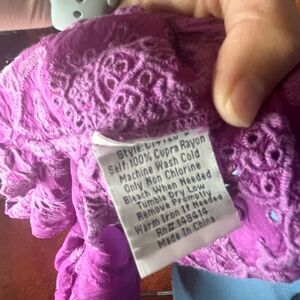 Style:
Self:100% Cupra Rayon
Machine Wash Cold
Only Non Chlorine
Bleach When Needed
Tumble Dry Low
Remove Promptly
Warm Iron If Needed
RN# 149414
Made In China